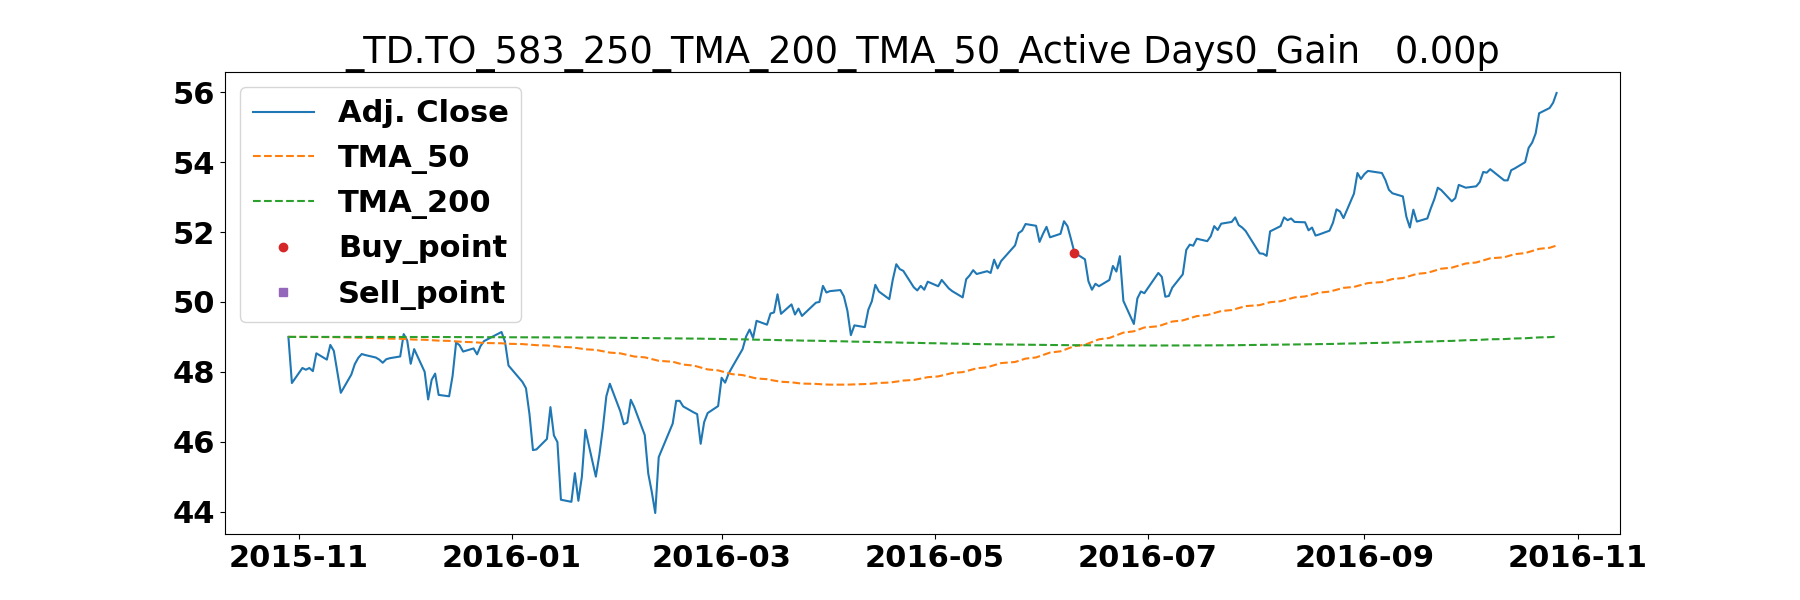 _TD.TO_583_250_TMA_200_TMA_50_Active Days0_Gain   0.00p
56
54
52
50
48
46
44
Adj. Close
TMA_50
TMA_200
Buy_point
Sell_point
2015-11 2016-01 2016-03 2016-05 2016-07 2016-09 2016-11